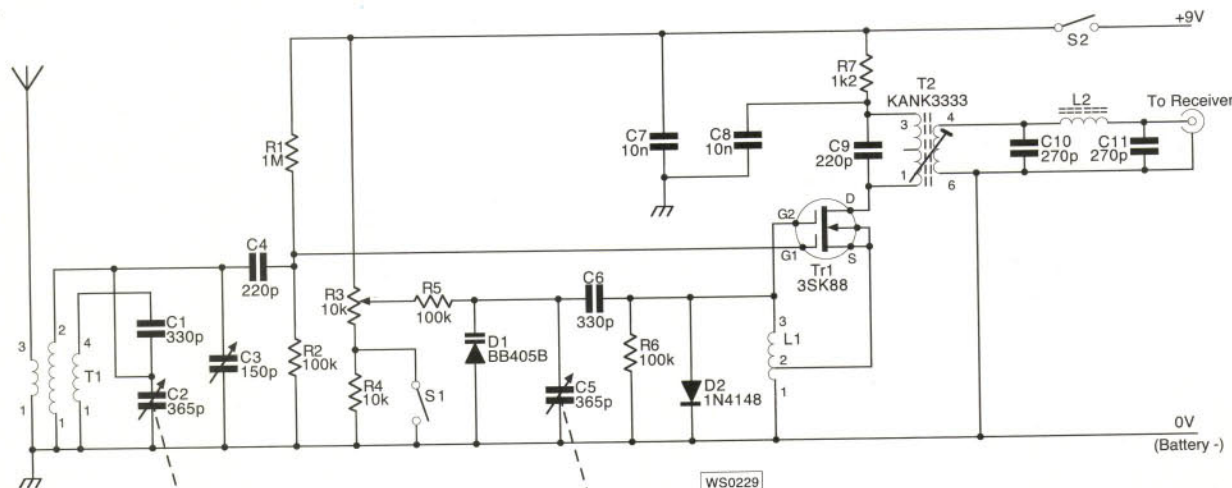 +9V
S2
R7
1k2
T2
KANK3333
L2
To Receiver
3
4
C7
10n
C8
10n
C9
220p
C10
270p
C11
270p
R1
1M
1
6
D
G2
G1
S
Tr1
3SK88
C4
220p
C6
330p
R3
10k
R5
100k
C1
330p
2
4
3
T1
C3
150p
R2
100k
D1
BB405B
R6
100k
3
L1
2
1
C2
365p
R4
10k
S1
C5
365p
D2
1N4148
1
1
1
0V
(Battery -)
WS0229